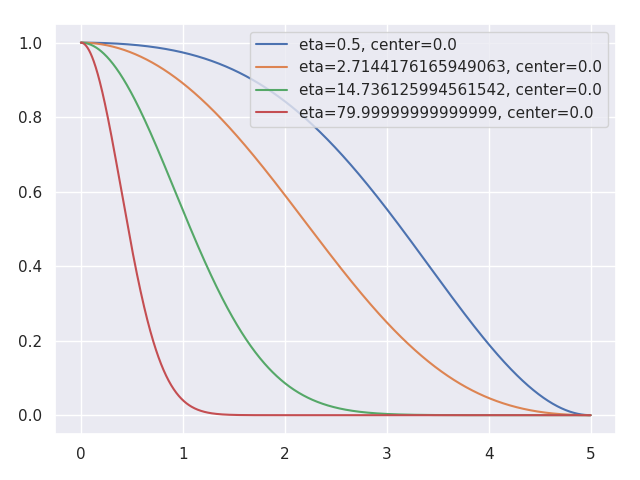 eta=0.5, center=0.0
eta=2.7144176165949063, center=0.0
eta=14.736125994561542, center=0.0
eta=79.99999999999999, center=0.0
1.0
0.8
0.6
0.4
0.2
0.0
0 1 2 3 4 5